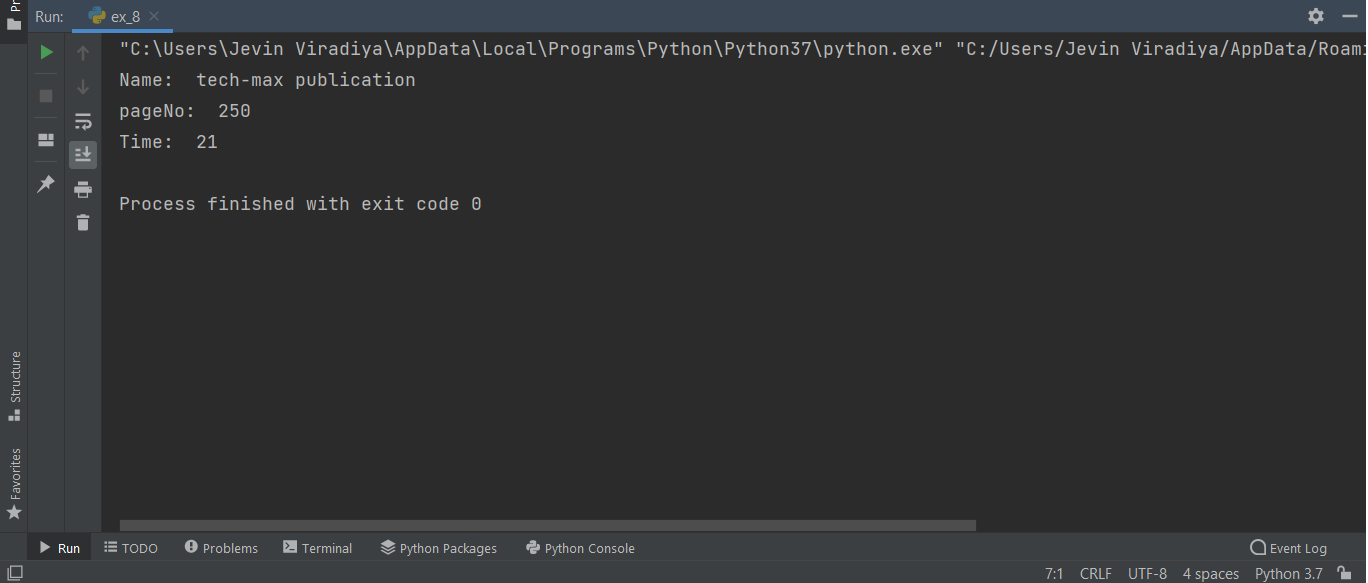 Pr
Run: ex_8
"C:\Users\Jevin Viradiya\AppData\Local\Programs\Python\Python37\python.exe" "C:/Users/Jevin Viradiya/AppData/Roami
Name:  tech-max publication
pageNo:  250
Time:  21
Process finished with exit code 0
Structure
Favorites
Run TODO Problems Terminal Python Packages Python Console Event Log
7:1 CRLF UTF-8 4 spaces Python 3.7